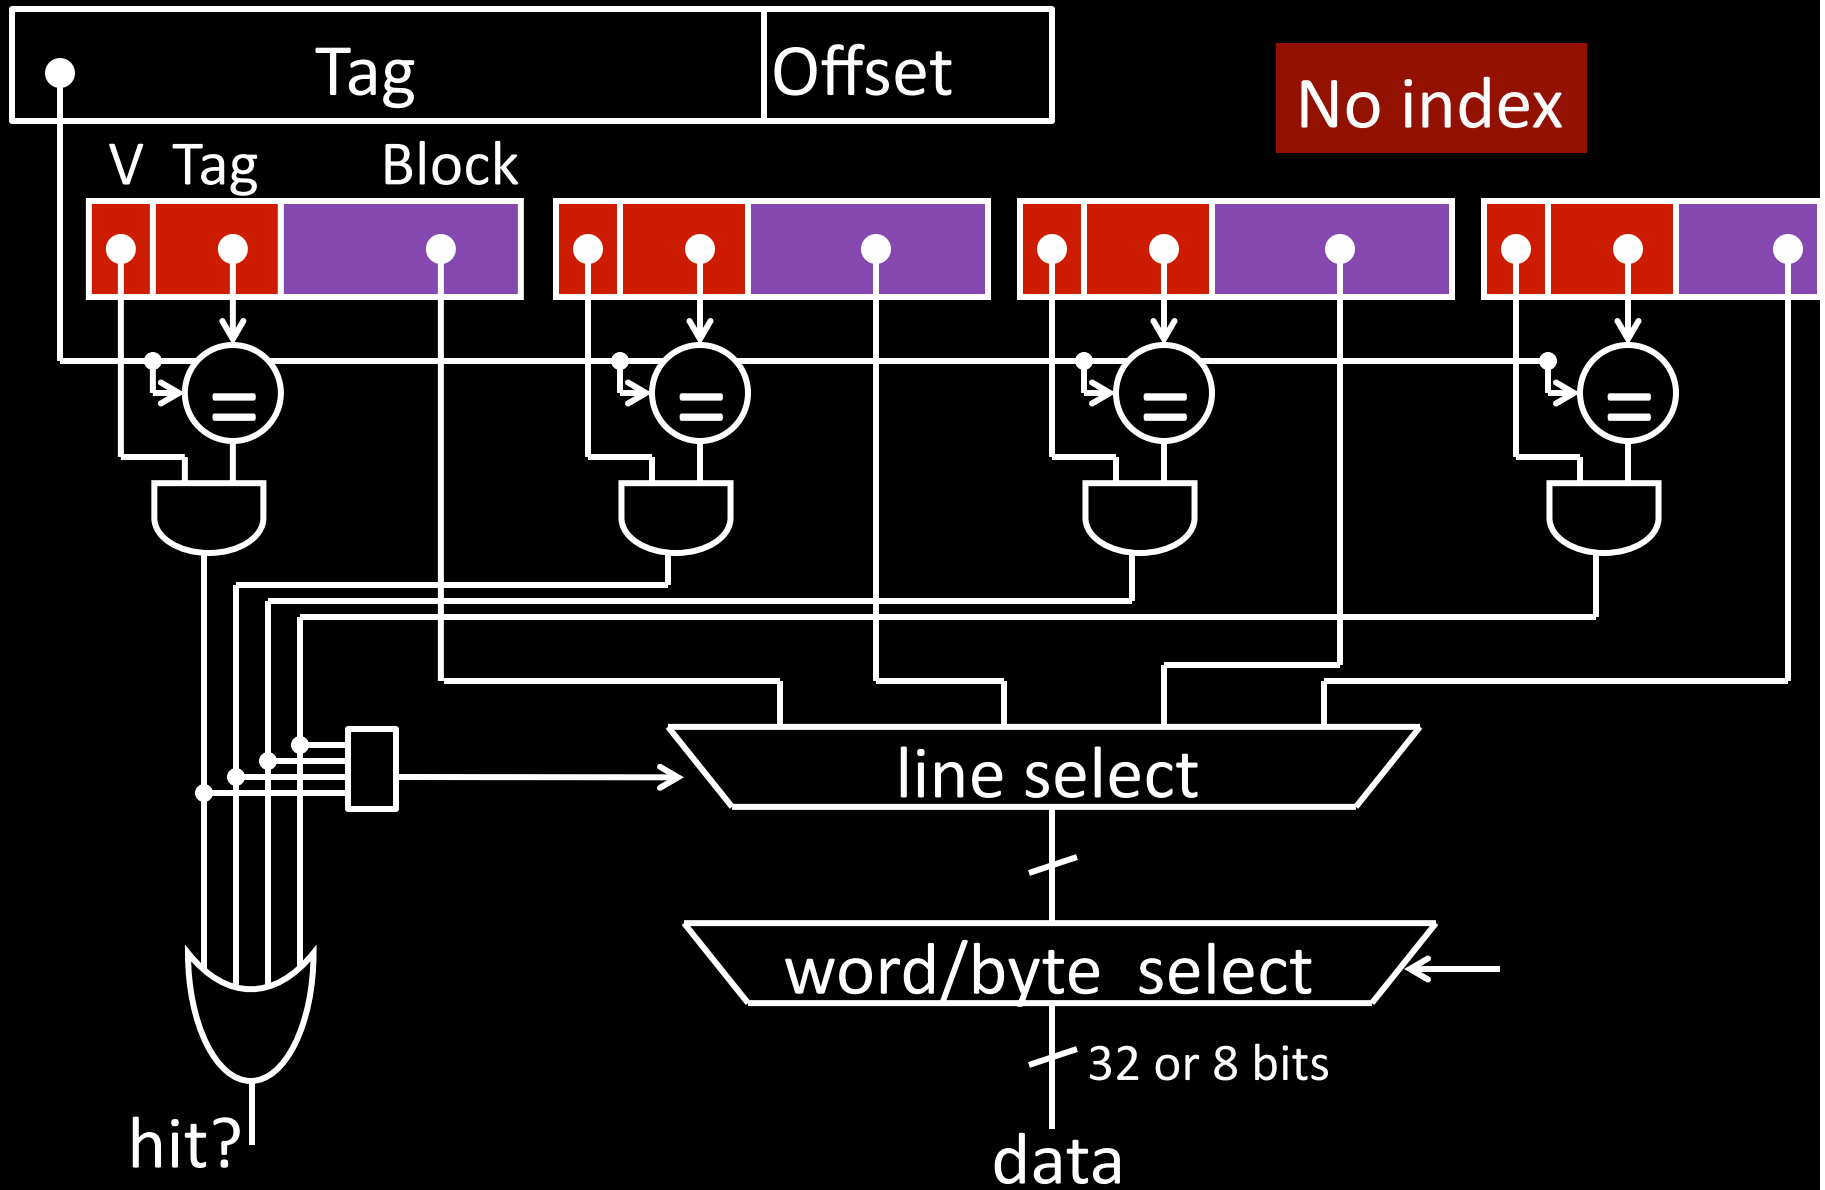 Tag Offset
No index
V Tag Block
= = = =
line select
word/byte select
32 or 8 bits
hit?
data